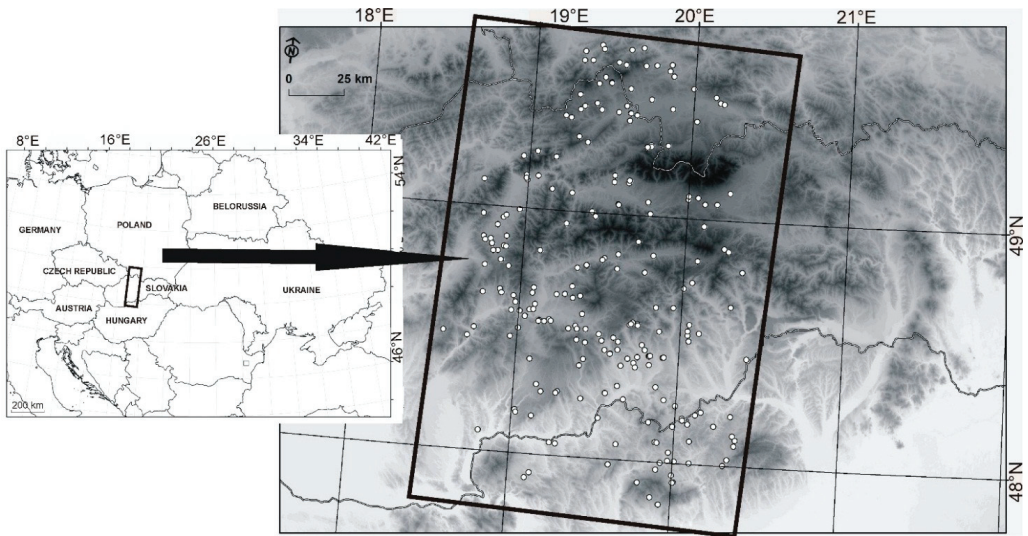 18°E 19°E 20°E 21°E
N
0 25 km
8°E 16°E 26°E 34°E 42°E
54°N
BELORUSSIA
POLAND
GERMANY
49°N
CZECH REPUBLIC
SLOVAKIA
UKRAINE
AUSTRIA
HUNGARY
46°N
200 km
48°N